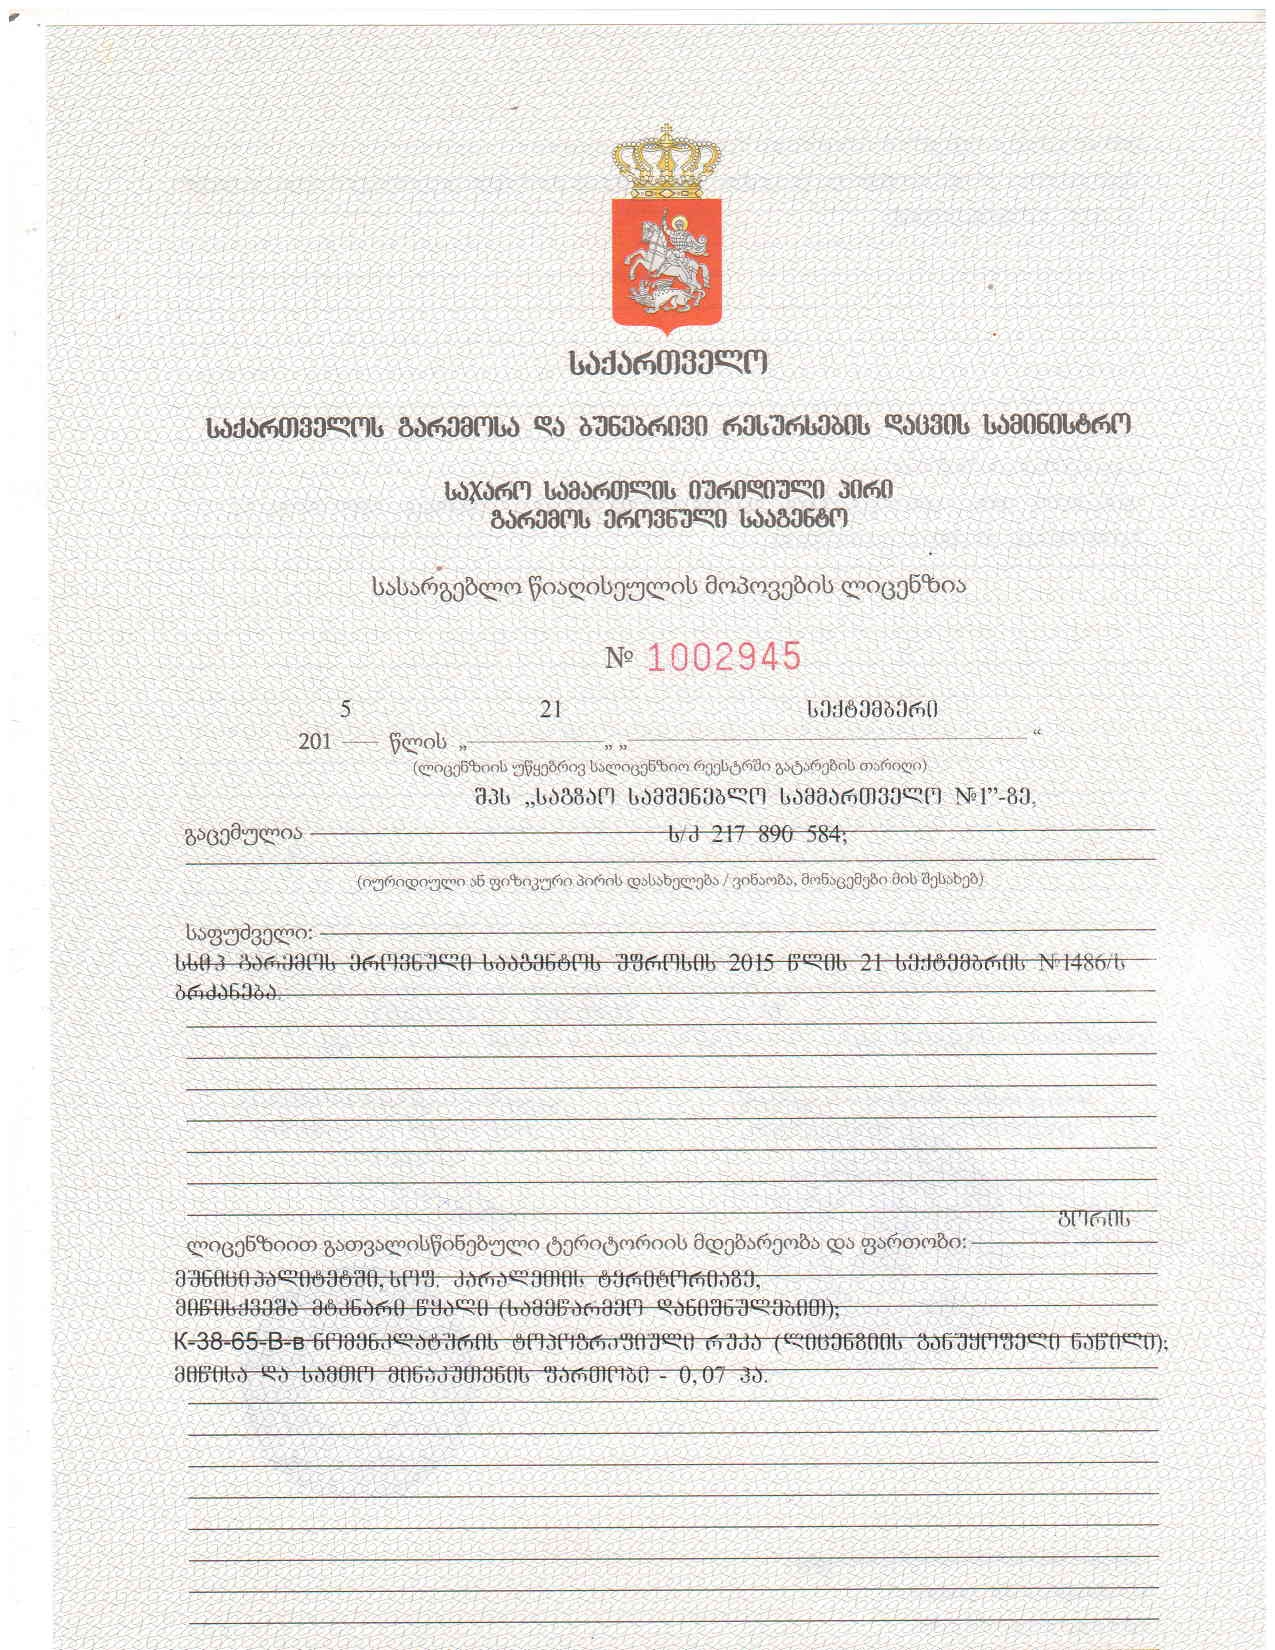 საქართველო
საქართველოს გარემოსა და ბუნებრივი რესურსების დაცვის სამინისტრო
საჯარო სამართლის იურიდიული პირი
გარემოს ეროვნული სააგენტო
სასარგებლო წიაღისეულის მოპოვების ლიცენზია
№ 1002945
5 21 სექტემბერი
201 — წლის „ „ „ “
(ლიცენზიის უწყებრივ სალიცენზიო რეესტრში გატარების თარიღი)
შპს „საგზაო სამშენებლო სამმართველო №1”-ზე,
გაცემულია ს/კ 217 890 584;
(იურიდიული ან ფიზიკური პირის დასახელება / ვინაობა, მონაცემები მის შესახებ)
საფუძველი:
სსიპ გარემოს ეროვნული სააგენტოს უფროსის 2015 წლის 21 სექტემბრის №1486/ს
ბრძანება.
გორის
ლიცენზიით გათვალისწინებული ტერიტორიის მდებარეობა და ფართობი:
მუნიციპალიტეტში, სოფ. კარალეთის ტერიტორიაზე,
მიწისქვეშა მტკნარი წყალი (სამეწარმეო დანიშნულებით);
К-38-65-В-в ნომენკლატურის ტოპოგრაფიული რუკა (ლიცენზიის განუყოფელი ნაწილი);
მიწისა და სამთო მინაკუთვნის ფართობი - 0,07 ჰა.